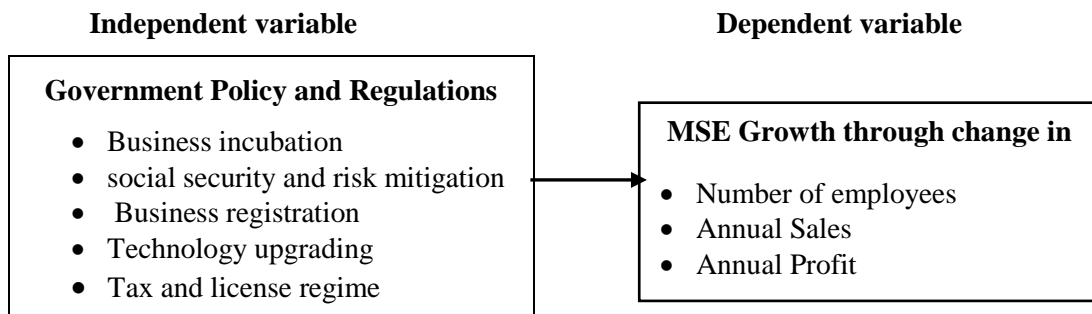 Independent variable
Dependent variable
Government Policy and Regulations
• Business incubation
• social security and risk mitigation
• Business registration
• Technology upgrading
• Tax and license regime
MSE Growth through change in
• Number of employees
• Annual Sales
• Annual Profit